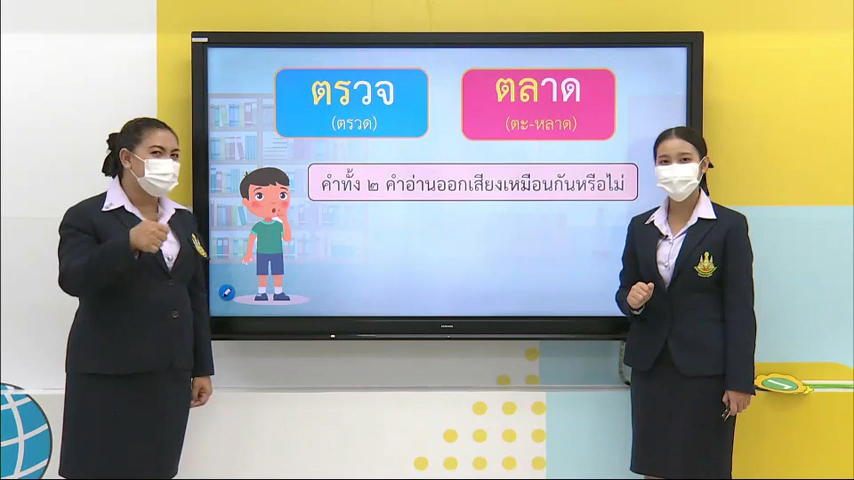 ตรวจ
(ตรวด)
ตลาด
(ตะ-หลาด)
คำทั้ง ๒ คำอ่านออกเสียงเหมือนกันหรือไม่